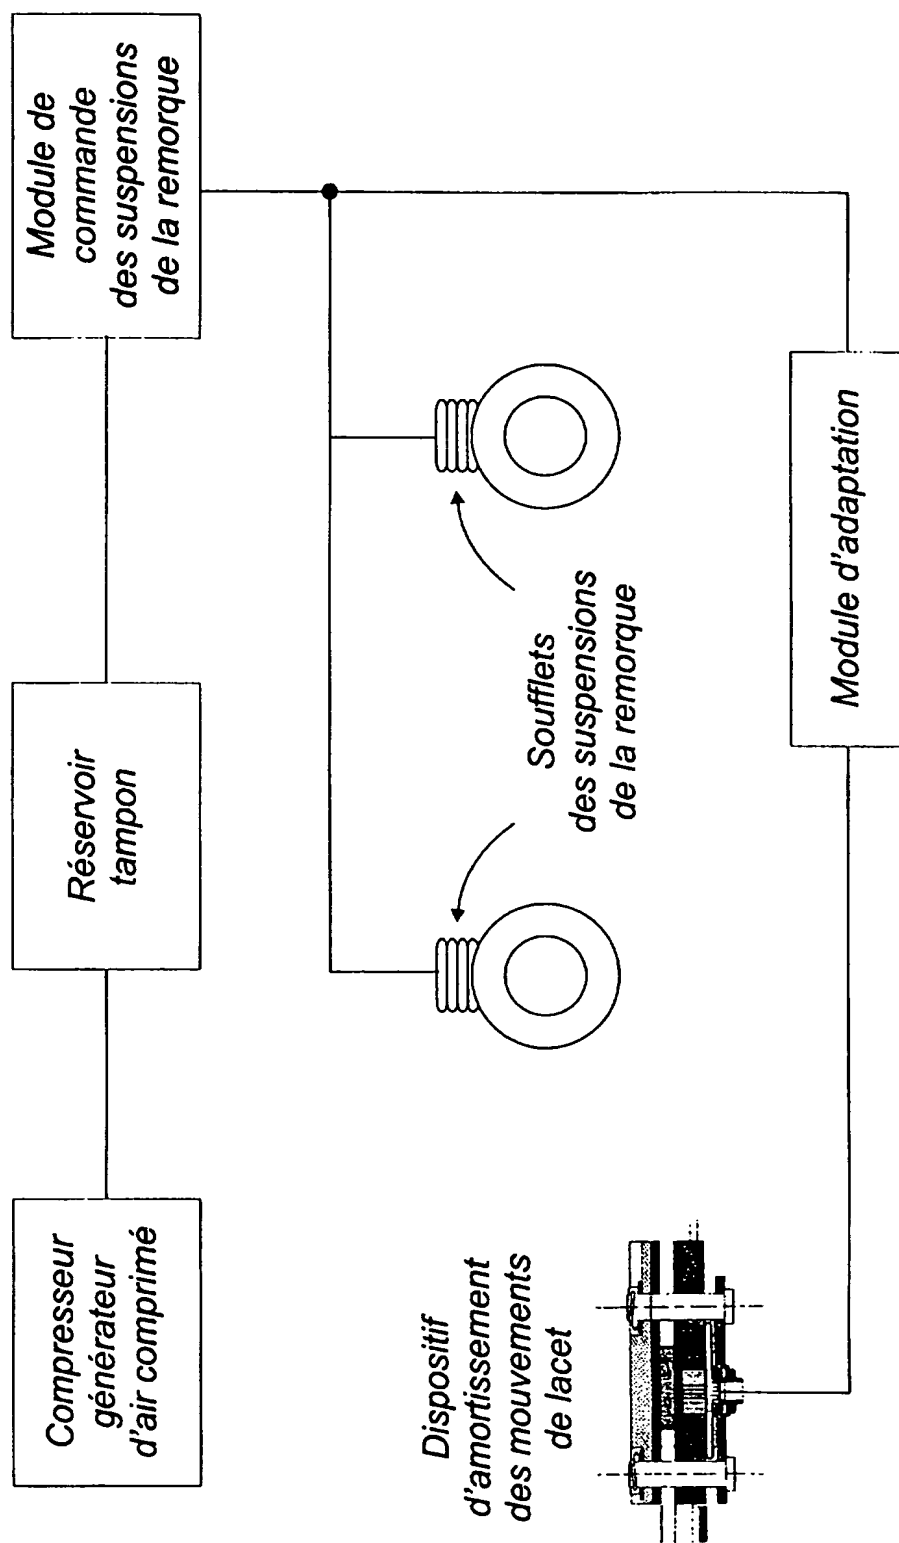 Compresseur
générateur
d'air comprimé
Réservoir
tampon
Module de
commande
des suspensions
de la remorque
Soufflets
des suspensions
de la remorque
Dispositif
d'amortissement
des mouvements
de lacet
Module d'adaptation